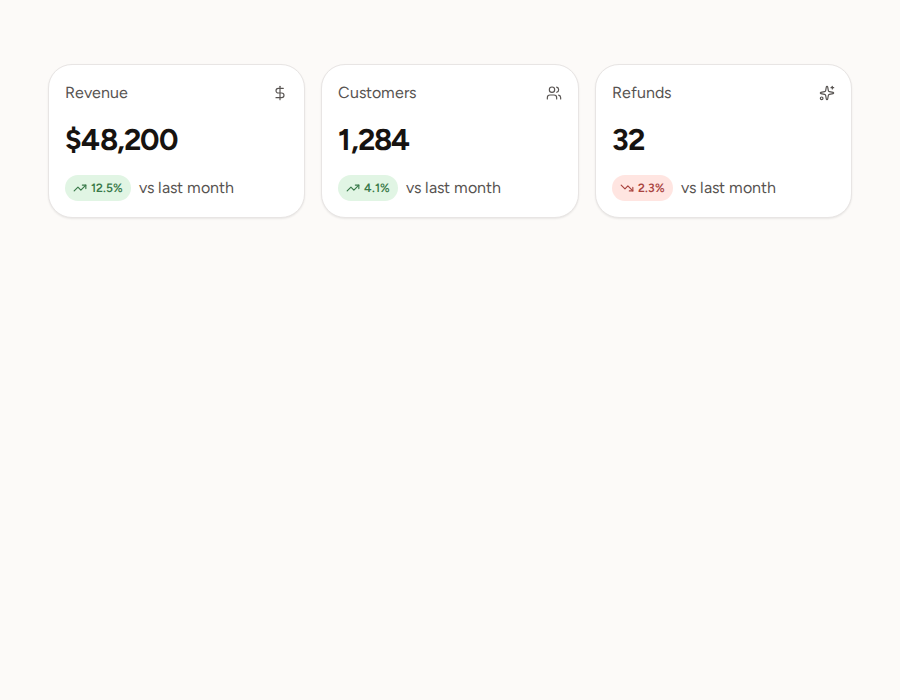 Revenue
$48,200
12.5% vs last month
Customers
1,284
4.1% vs last month
Refunds
32
2.3% vs last month